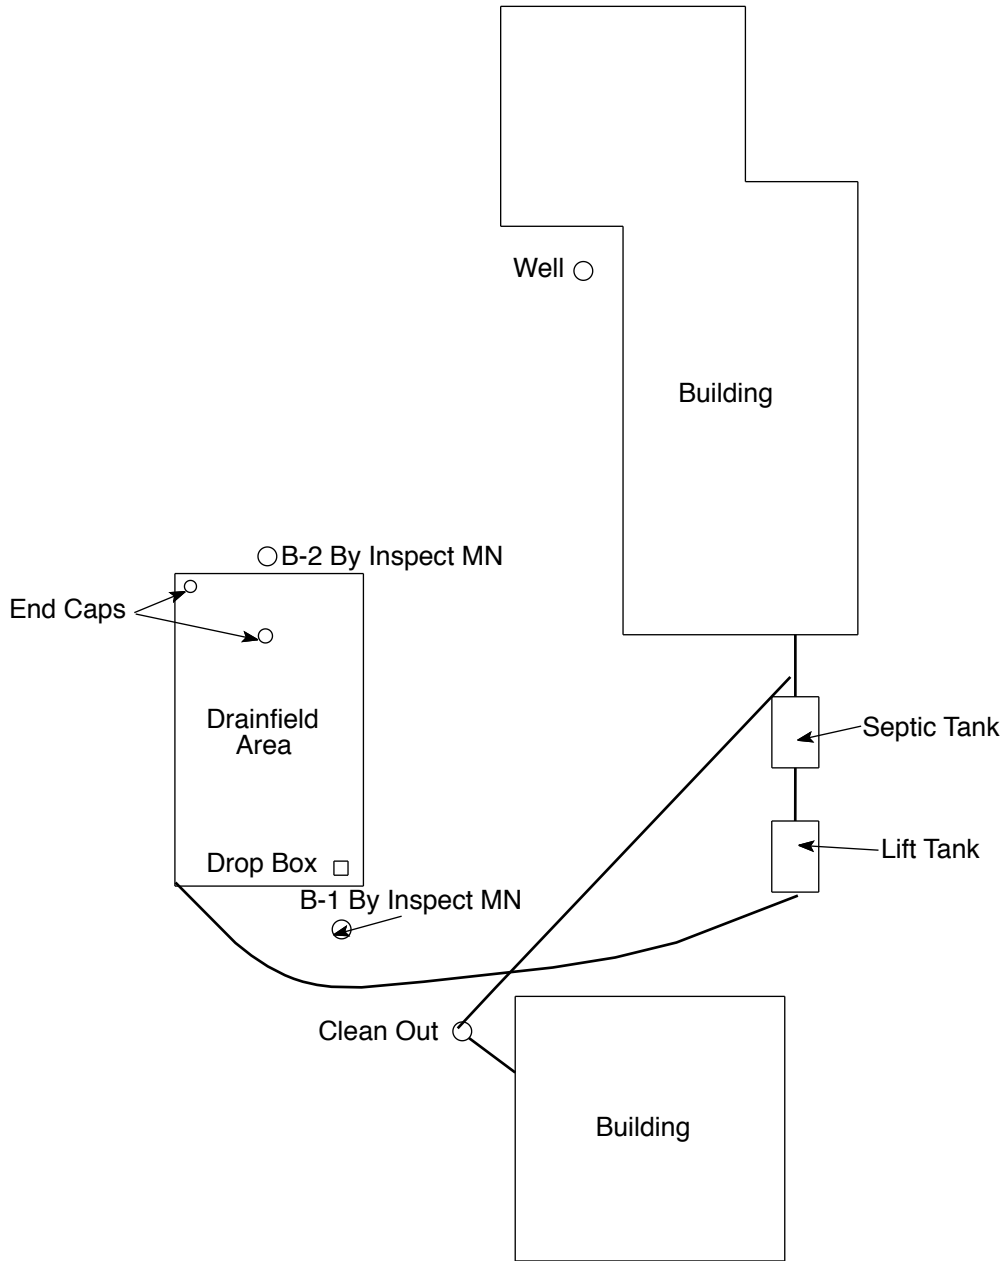 Well
Building
B-2 By Inspect MN
End Caps
Drainfield
Area
Septic Tank
Lift Tank
Drop Box
B-1 By Inspect MN
Clean Out
Building